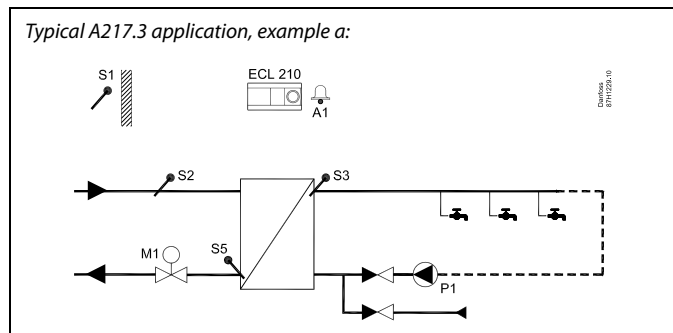 Typical A217.3 application, example a:
S1
ECL 210
A1
Danfoss
87H1229.10
S2
S3
M1
S5
P1